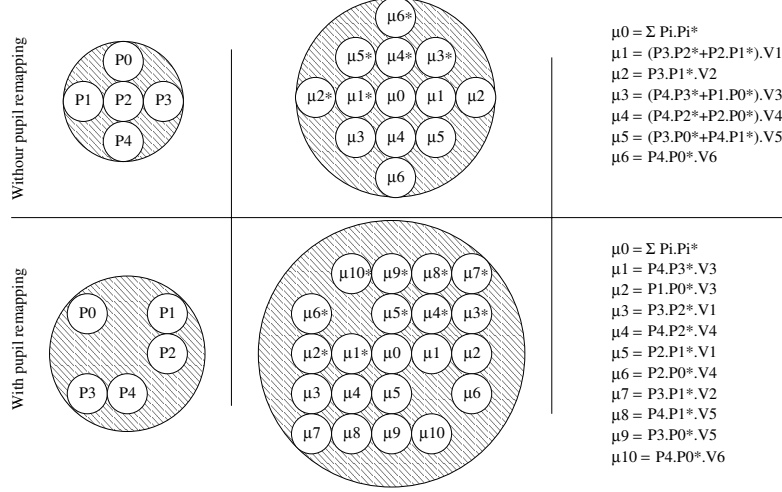 Withour pupil remapping
P0
P1 P2 P3
P4
μ6*
μ5* μ4* μ3*
μ2* μ1* μ0 μ1 μ2
μ3 μ4 μ5
μ6
μ0 = Σ Pi.Pi*
μ1 = (P3.P2*+P2.P1*).V1
μ2 = P3.P1*.V2
μ3 = (P4.P3*+P1.P0*).V3
μ4 = (P4.P2*+P2.P0*).V4
μ5 = (P3.P0*+P4.P1*).V5
μ6 = P4.P0*.V6
With pupil remapping
P0 P1
P2
P3 P4
μ10* μ9* μ8* μ7*
μ6* μ5* μ4* μ3*
μ2* μ1* μ0 μ1 μ2
μ3 μ4 μ5 μ6
μ7 μ8 μ9 μ10
μ0 = Σ Pi.Pi*
μ1 = P4.P3*.V3
μ2 = P1.P0*.V3
μ3 = P3.P2*.V1
μ4 = P4.P2*.V4
μ5 = P2.P1*.V1
μ6 = P2.P0*.V4
μ7 = P3.P1*.V2
μ8 = P4.P1*.V5
μ9 = P3.P0*.V5
μ10 = P4.P0*.V6